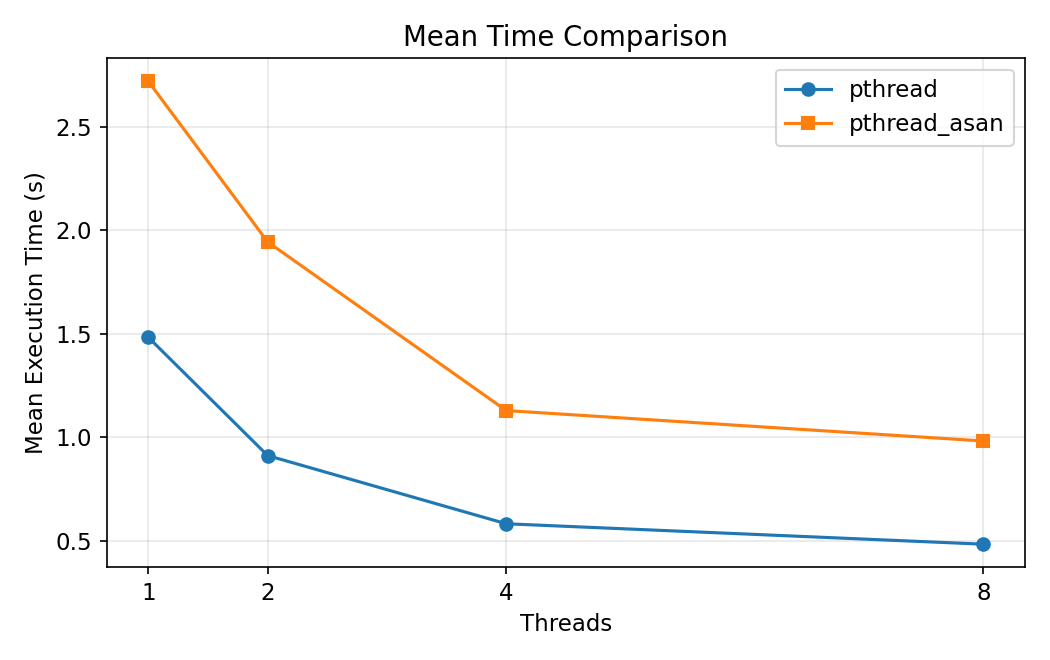 Mean Time Comparison
pthread
pthread_asan
Mean Execution Time (s)
2.5
2.0
1.5
1.0
0.5
1 2 4 8
Threads